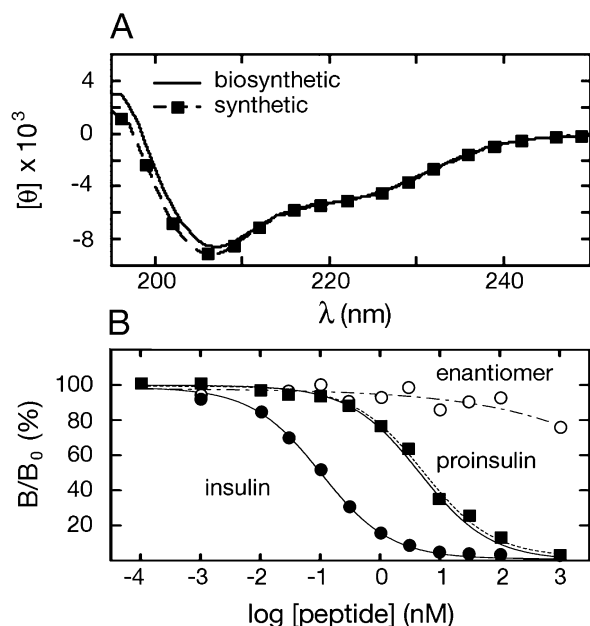 A
biosynthetic
synthetic
4
0
-4
-8
[θ] x 10³
200
220
240
λ (nm)
B
enantiomer
100
80
60
40
20
B/B₀ (%)
insulin
proinsulin
-4 -3 -2 -1 0 1 2 3
log [peptide] (nM)